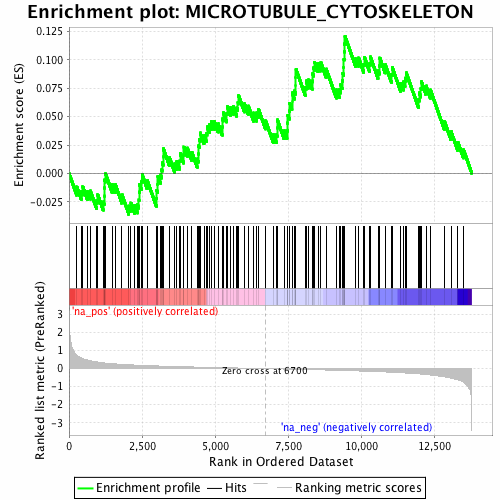 Enrichment plot: MICROTUBULE_CYTOSKELETON
Enrichment score (ES)
0.125
0.100
0.075
0.050
0.025
0.000
-0.025
'na_pos' (positively correlated)
Ranked list metric (PreRanked)
3
2
1
0
-1
-2
-3
Zero cross at 6700
'na_neg' (negatively correlated)
0 2,500 5,000 7,500 10,000 12,500
Rank in Ordered Dataset
Enrichment profile Hits Ranking metric scores